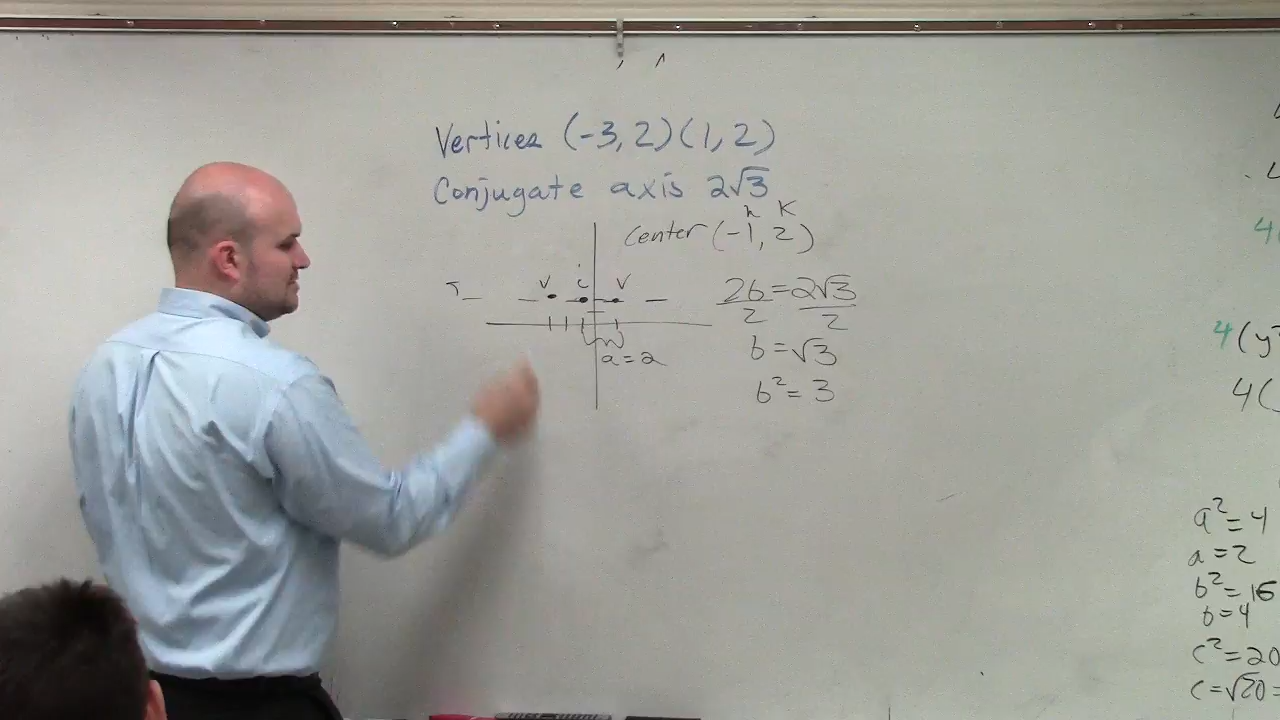 Vertices (-3, 2) (1, 2)
Conjugate axis 2√3
h K
Center (-1, 2)
V c V
a = 2
2b = 2√3
2 2
b = √3
b² = 3
4(
4(y²
4(
a² = 4
a = 2
b² = 16
b = 4
c² = 20
c = √20 =